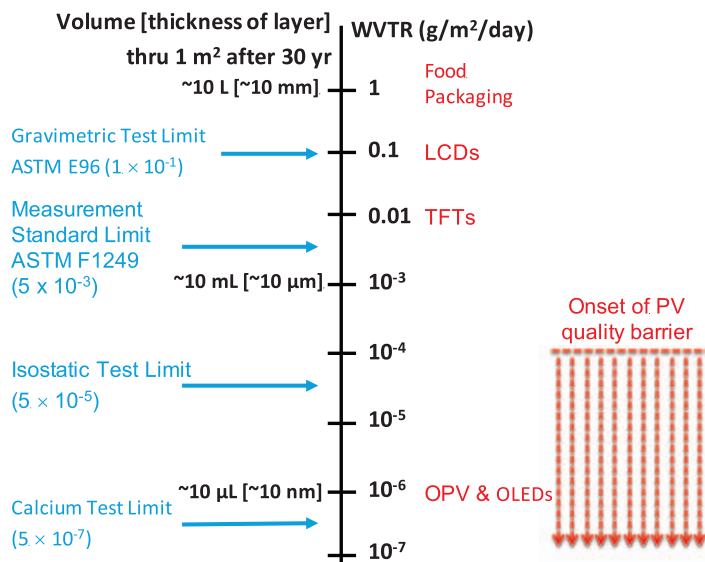 Volume [thickness of layer]
thru 1 m² after 30 yr
WVTR (g/m²/day)
~10 L [~10 mm]
1
Food
Packaging
Gravimetric Test Limit
ASTM E96 (1 × 10⁻¹)
0.1
LCDs
Measurement
Standard Limit
ASTM F1249
(5 x 10⁻³)
0.01
TFTs
~10 mL [~10 µm]
10⁻³
Onset of PV
quality barrier
10⁻⁴
Isostatic Test Limit
(5 × 10⁻⁵)
10⁻⁵
~10 µL [~10 nm]
10⁻⁶
OPV & OLEDs
Calcium Test Limit
(5 × 10⁻⁷)
10⁻⁷